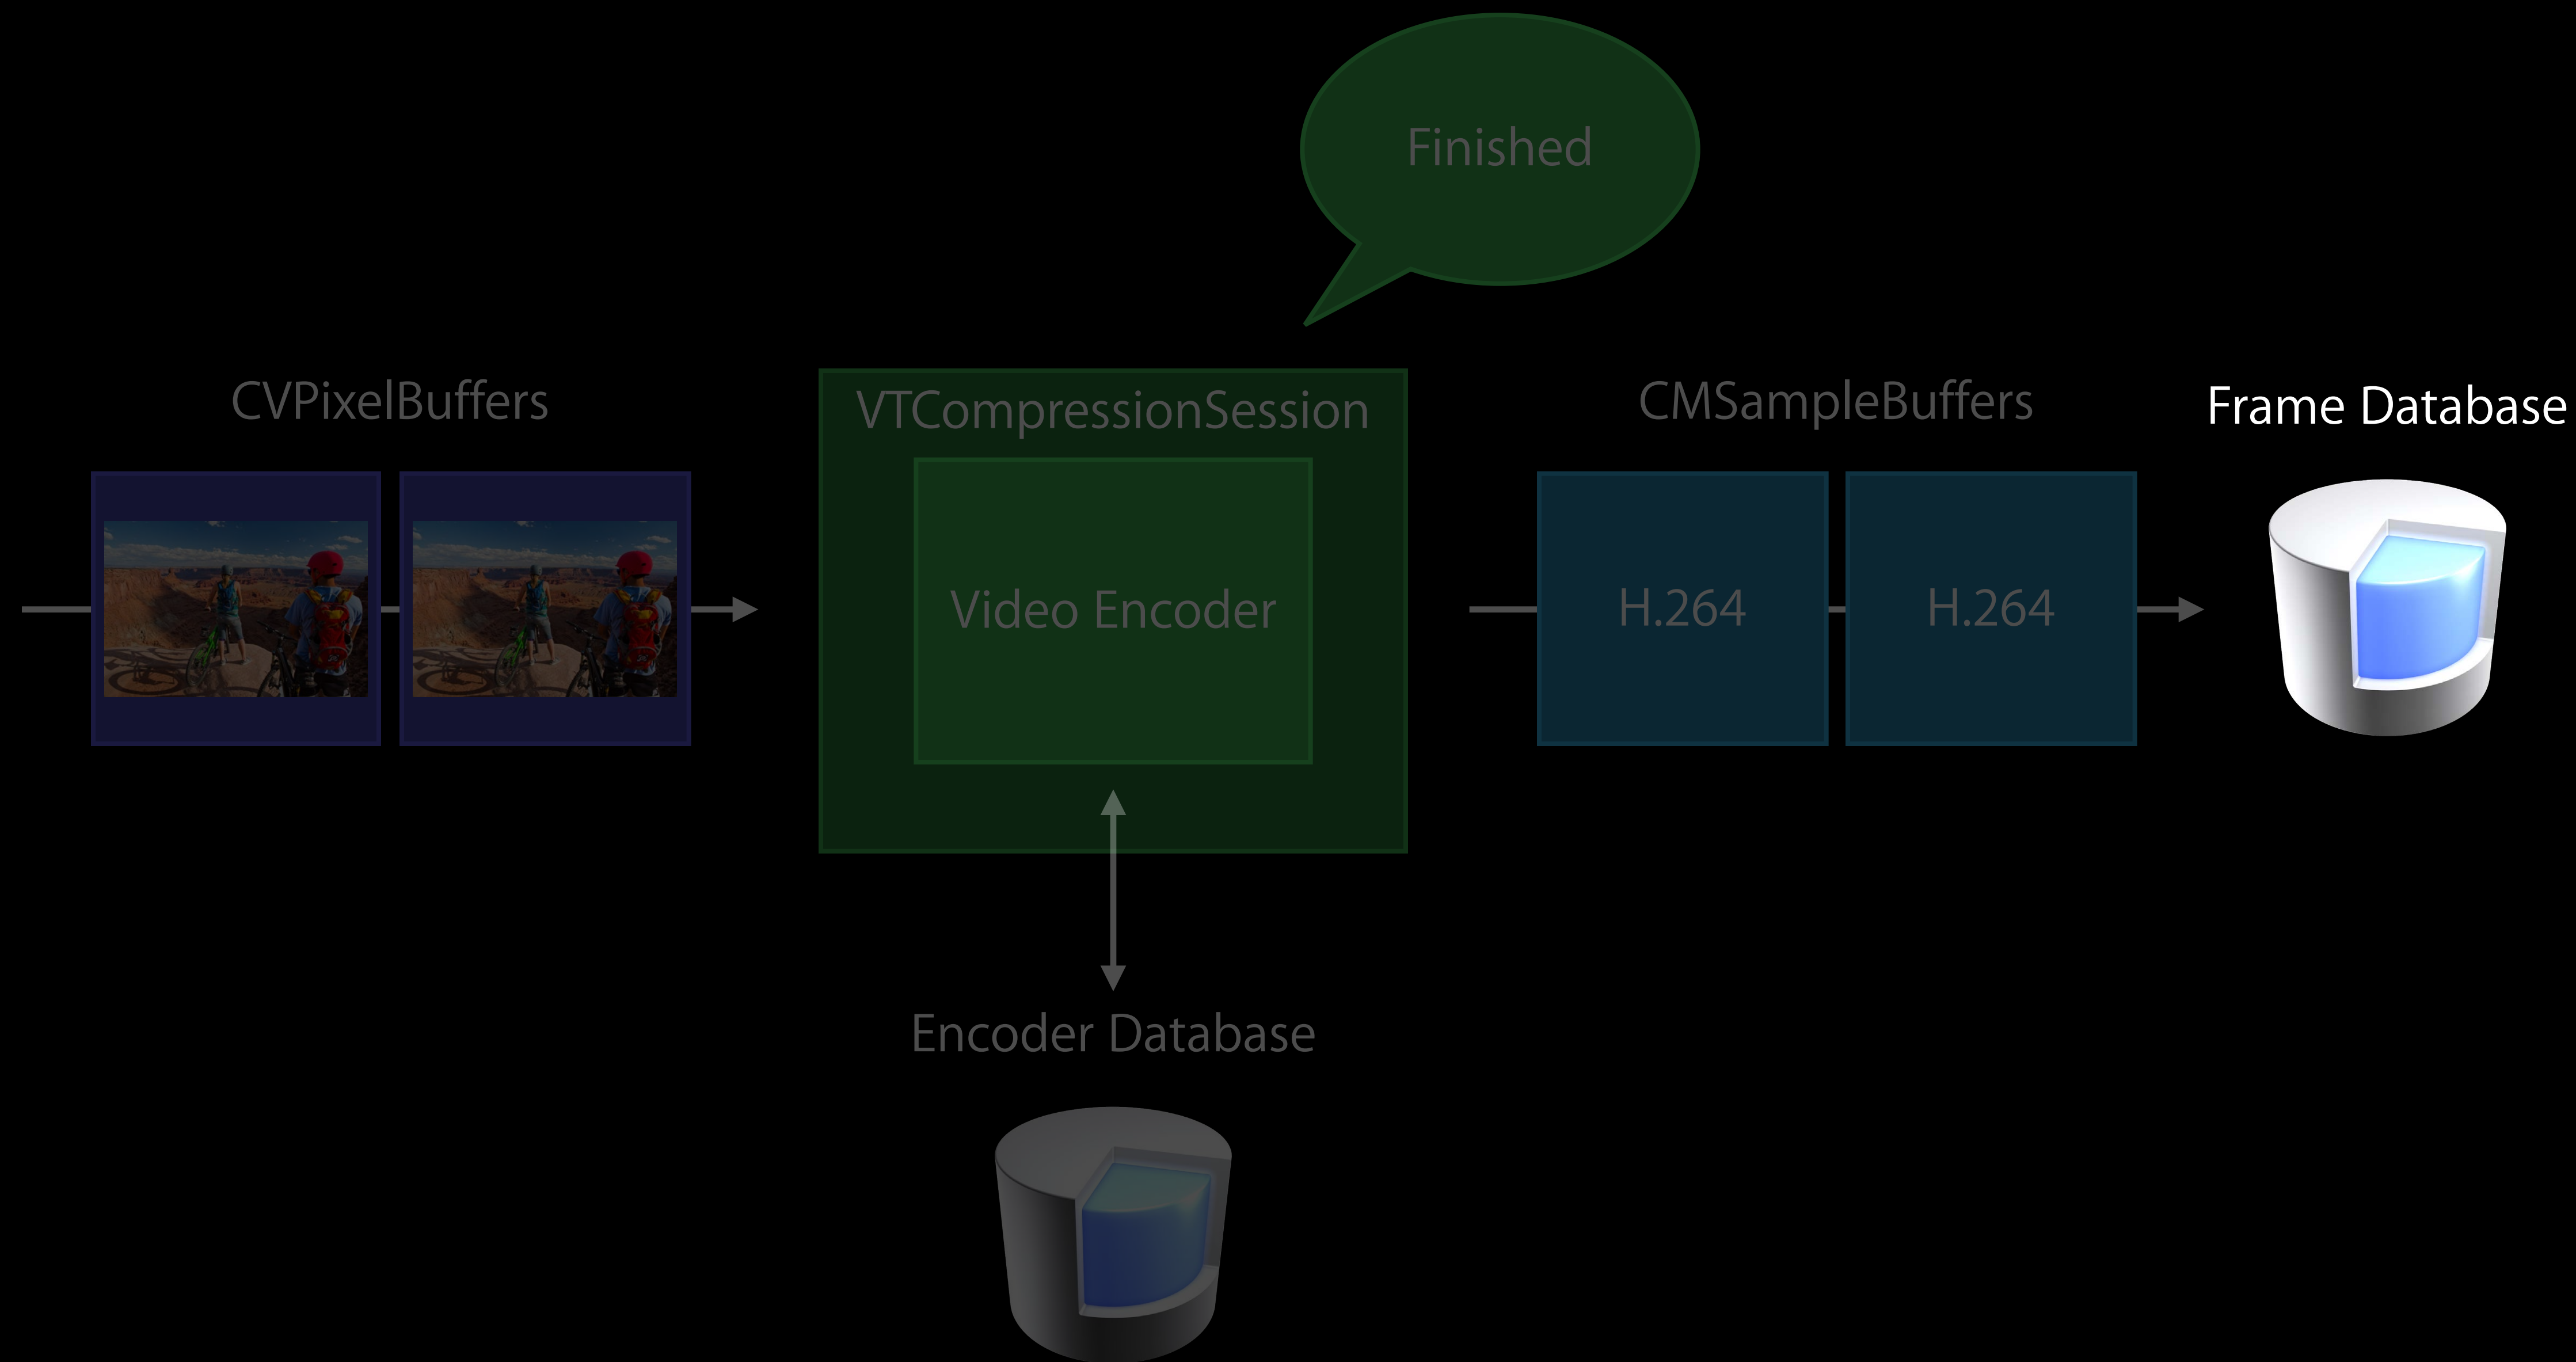 Finished
CVPixelBuffers
VTCompressionSession
CMSampleBuffers
Frame Database
Video Encoder
H.264
H.264
Encoder Database